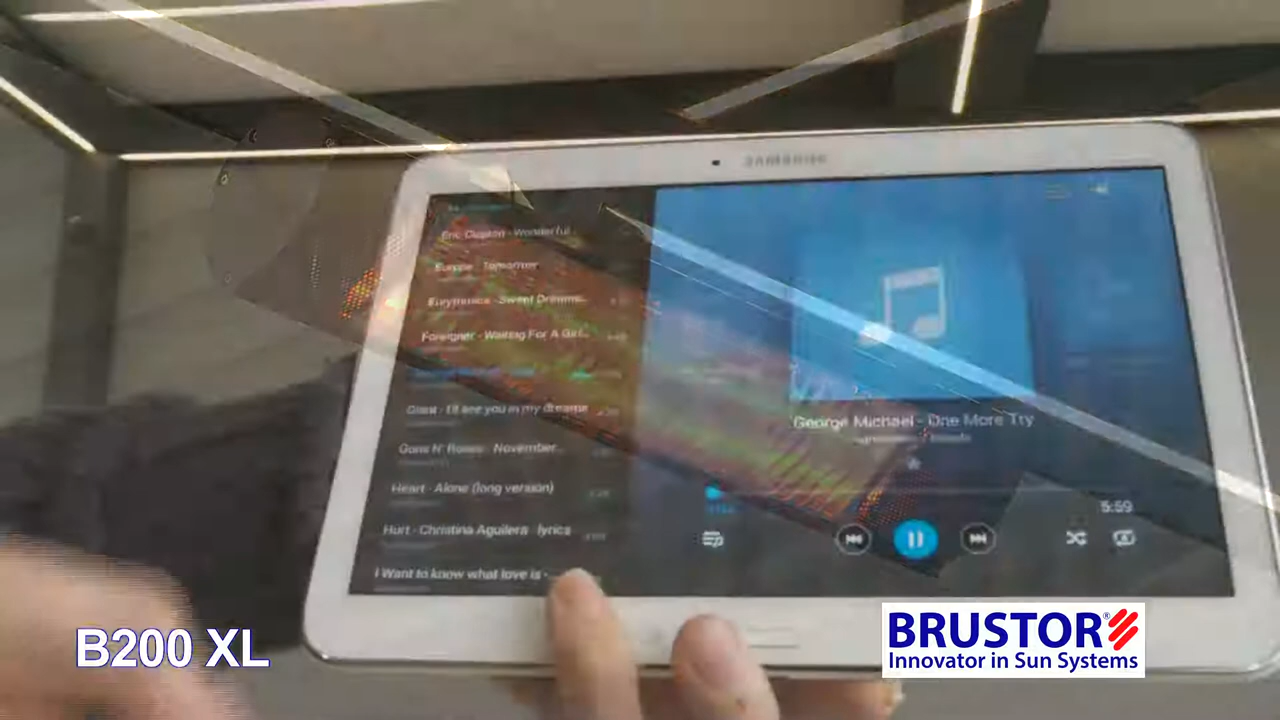 SAMSUNG
Eric Clapton - Wonderful...
Europe - Tomorrow
Eurythmics - Sweet Dreams...
Foreigner - Waiting For A Girl...
Giant - I'll see you in my dreams
Guns N' Roses - November...
Heart - Alone (long version)
Hurt - Christina Aguilera lyrics
I Want to know what love is -
George Michael - One More Try
5:59
B200 XL
BRUSTOR®
Innovator in Sun Systems